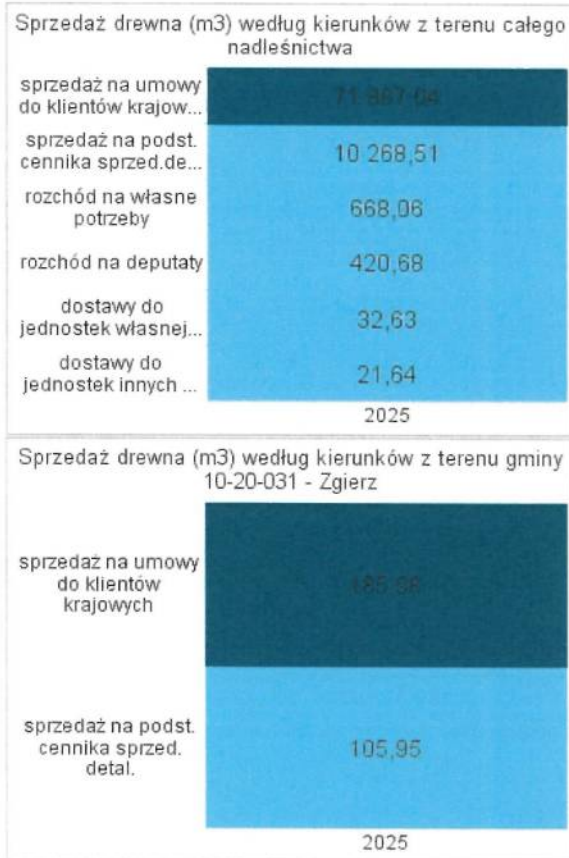 Sprzedaż drewna (m3) według kierunków z terenu całego
nadleśnictwa
sprzedaż na umowy
do klientów krajow...
sprzedaż na podst.
cennika sprzed.de...
10 268,51
rozchód na własne
potrzeby
668,06
rozchód na deputaty
420,68
dostawy do
jednostek własnej...
32,63
dostawy do
jednostek innych ...
21,64
2025
Sprzedaż drewna (m3) według kierunków z terenu gminy
10-20-031 - Zgierz
sprzedaż na umowy
do klientów
krajowych
sprzedaż na podst.
cennika sprzed.
detal.
105,95
2025